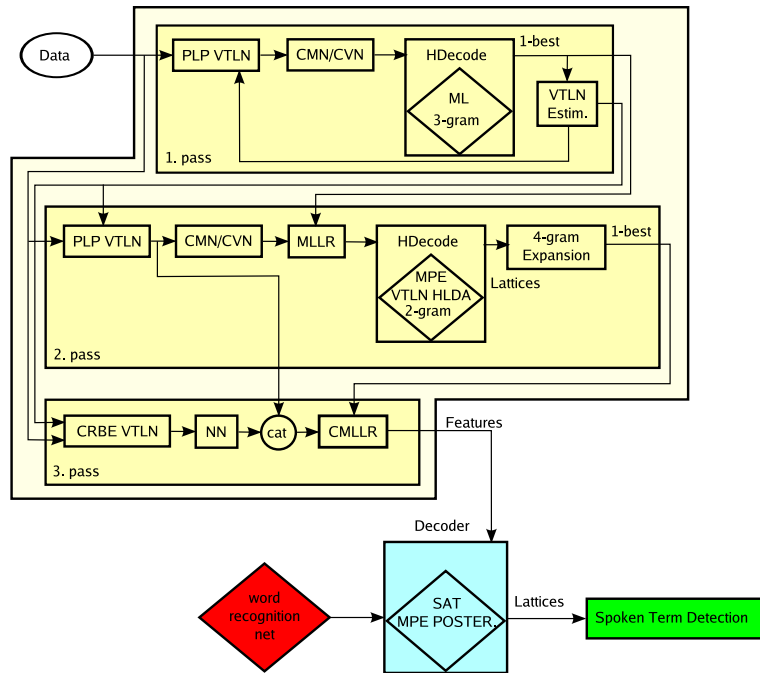 Data
PLP VTLN
CMN/CVN
HDecode
ML
3-gram
1-best
VTLN
Estim.
1. pass
PLP VTLN
CMN/CVN
MLLR
HDecode
MPE
VTLN HLDA
2-gram
Lattices
4-gram
Expansion
1-best
2. pass
CRBE VTLN
NN
cat
CMLLR
Features
3. pass
Decoder
word
recognition
net
SAT
MPE POSTER.
Lattices
Spoken Term Detection